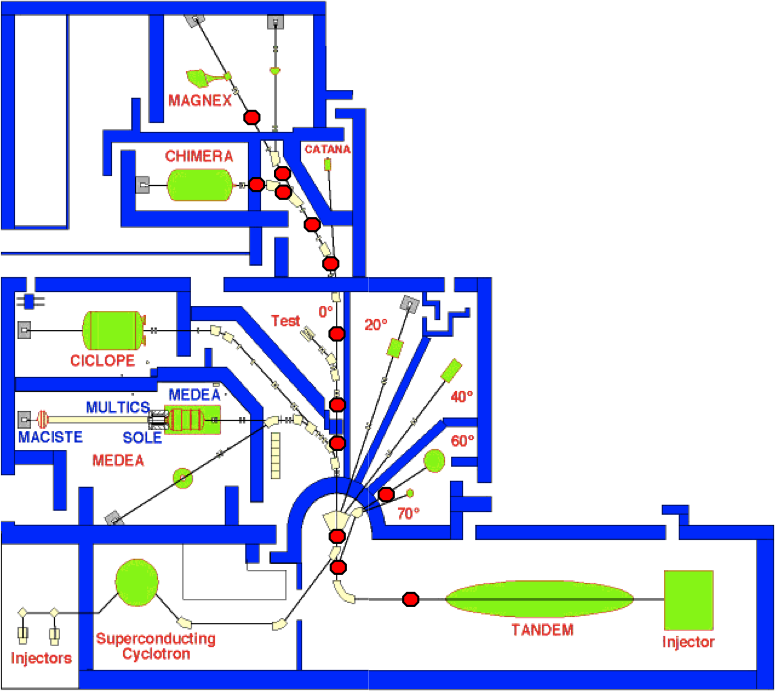 MAGNEX
CATANA
CHIMERA
0°
Test
20°
CICLOPE
MEDEA
40°
MULTICS
MACISTE
SOLE
60°
MEDEA
70°
TANDEM
Injector
Superconducting
Cyclotron
Injectors